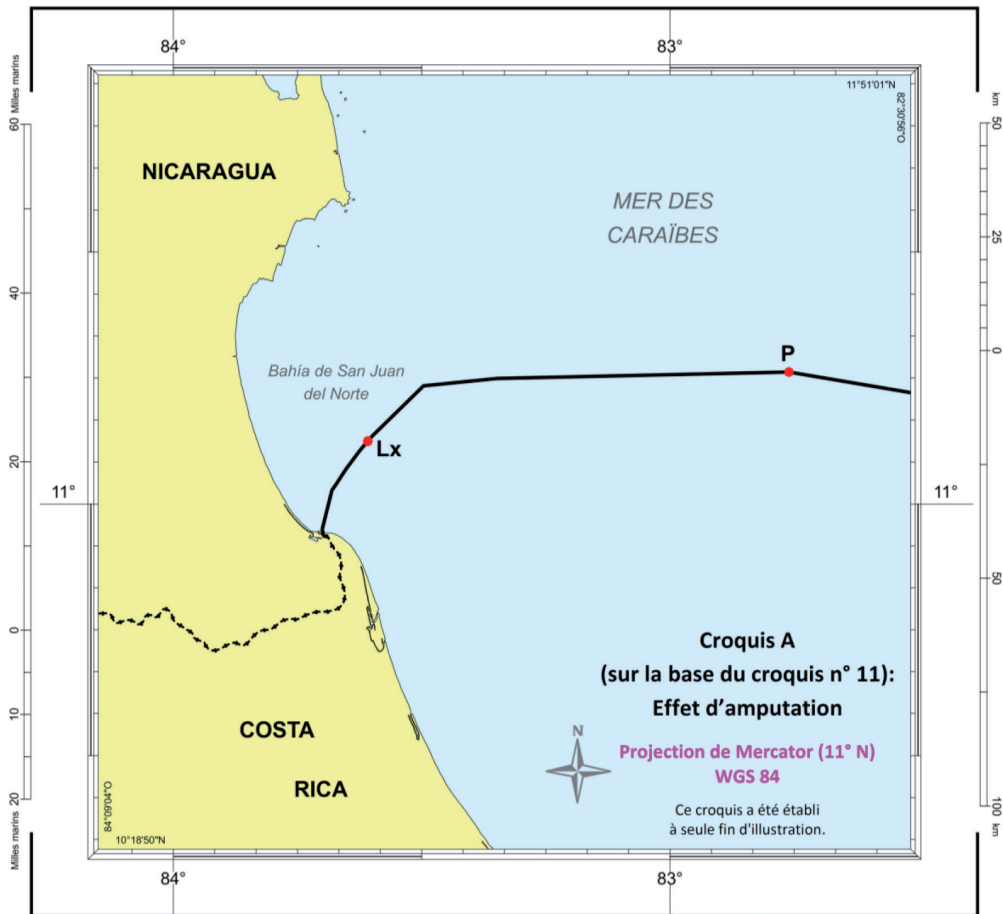 84°
83°
Milles marins
60
40
20
0
10
20
Milles marins
km
50
25
0
50
100
km
11°51'01"N
82°30'56"O
NICARAGUA
MER DES
CARAÏBES
Bahia de San Juan
del Norte
P
Lx
11°
11°
COSTA
RICA
Croquis A
(sur la base du croquis n° 11):
Effet d'amputation
N
Projection de Mercator (11° N)
WGS 84
Ce croquis a été établi
à seule fin d'illustration.
84°09'04"O
10°18'50"N
84°
83°